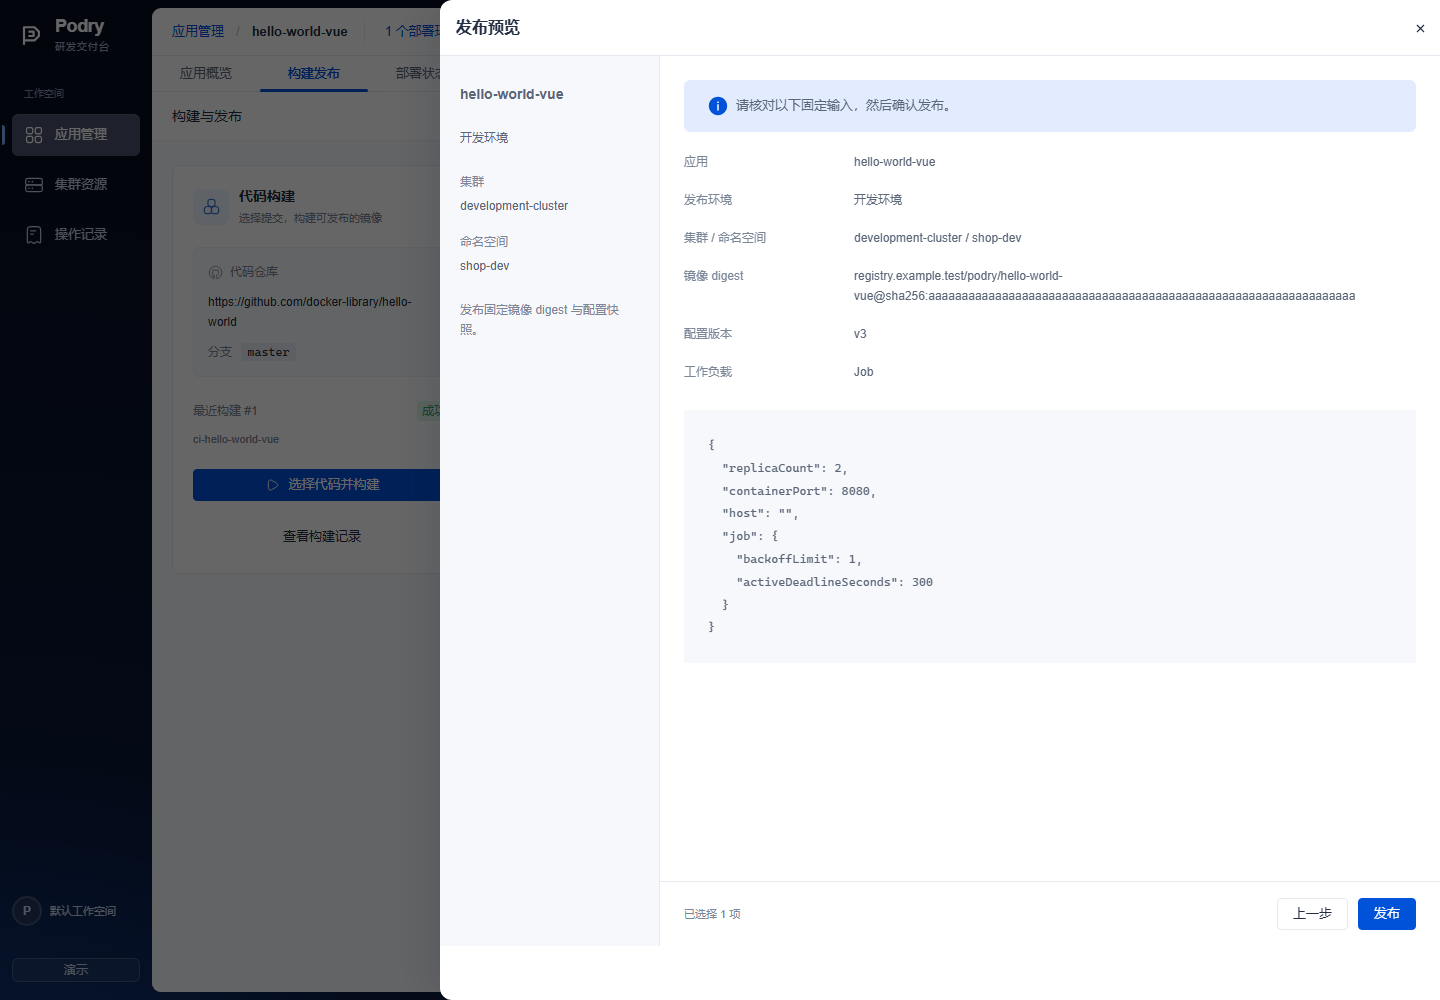 Podry
研发交付台
工作空间
应用管理
集群资源
操作记录
P 默认工作空间
演示
应用管理 / hello-world-vue
应用概览 构建发布
构建与发布
代码构建
选择提交，构建可发布的镜像
代码仓库
https://github.com/docker-library/hello-
world
分支 master
最近构建 #1
ci-hello-world-vue
选择代码并构建
查看构建记录
发布预览
hello-world-vue
开发环境
集群
development-cluster
命名空间
shop-dev
发布固定镜像 digest 与配置快
照。
请核对以下固定输入，然后确认发布。
应用 hello-world-vue
发布环境 开发环境
集群 / 命名空间 development-cluster / shop-dev
镜像 digest registry.example.test/podry/hello-world-
vue@sha256:aaaaaaaaaaaaaaaaaaaaaaaaaaaaaaaaaaaaaaaaaaaaaaaaaaaaaaaaaaaaaaaa
配置版本 v3
工作负载 Job
{
"replicaCount": 2,
"containerPort": 8080,
"host": "",
"job": {
"backoffLimit": 1,
"activeDeadlineSeconds": 300
}
}
已选择 1 项
上一步 发布